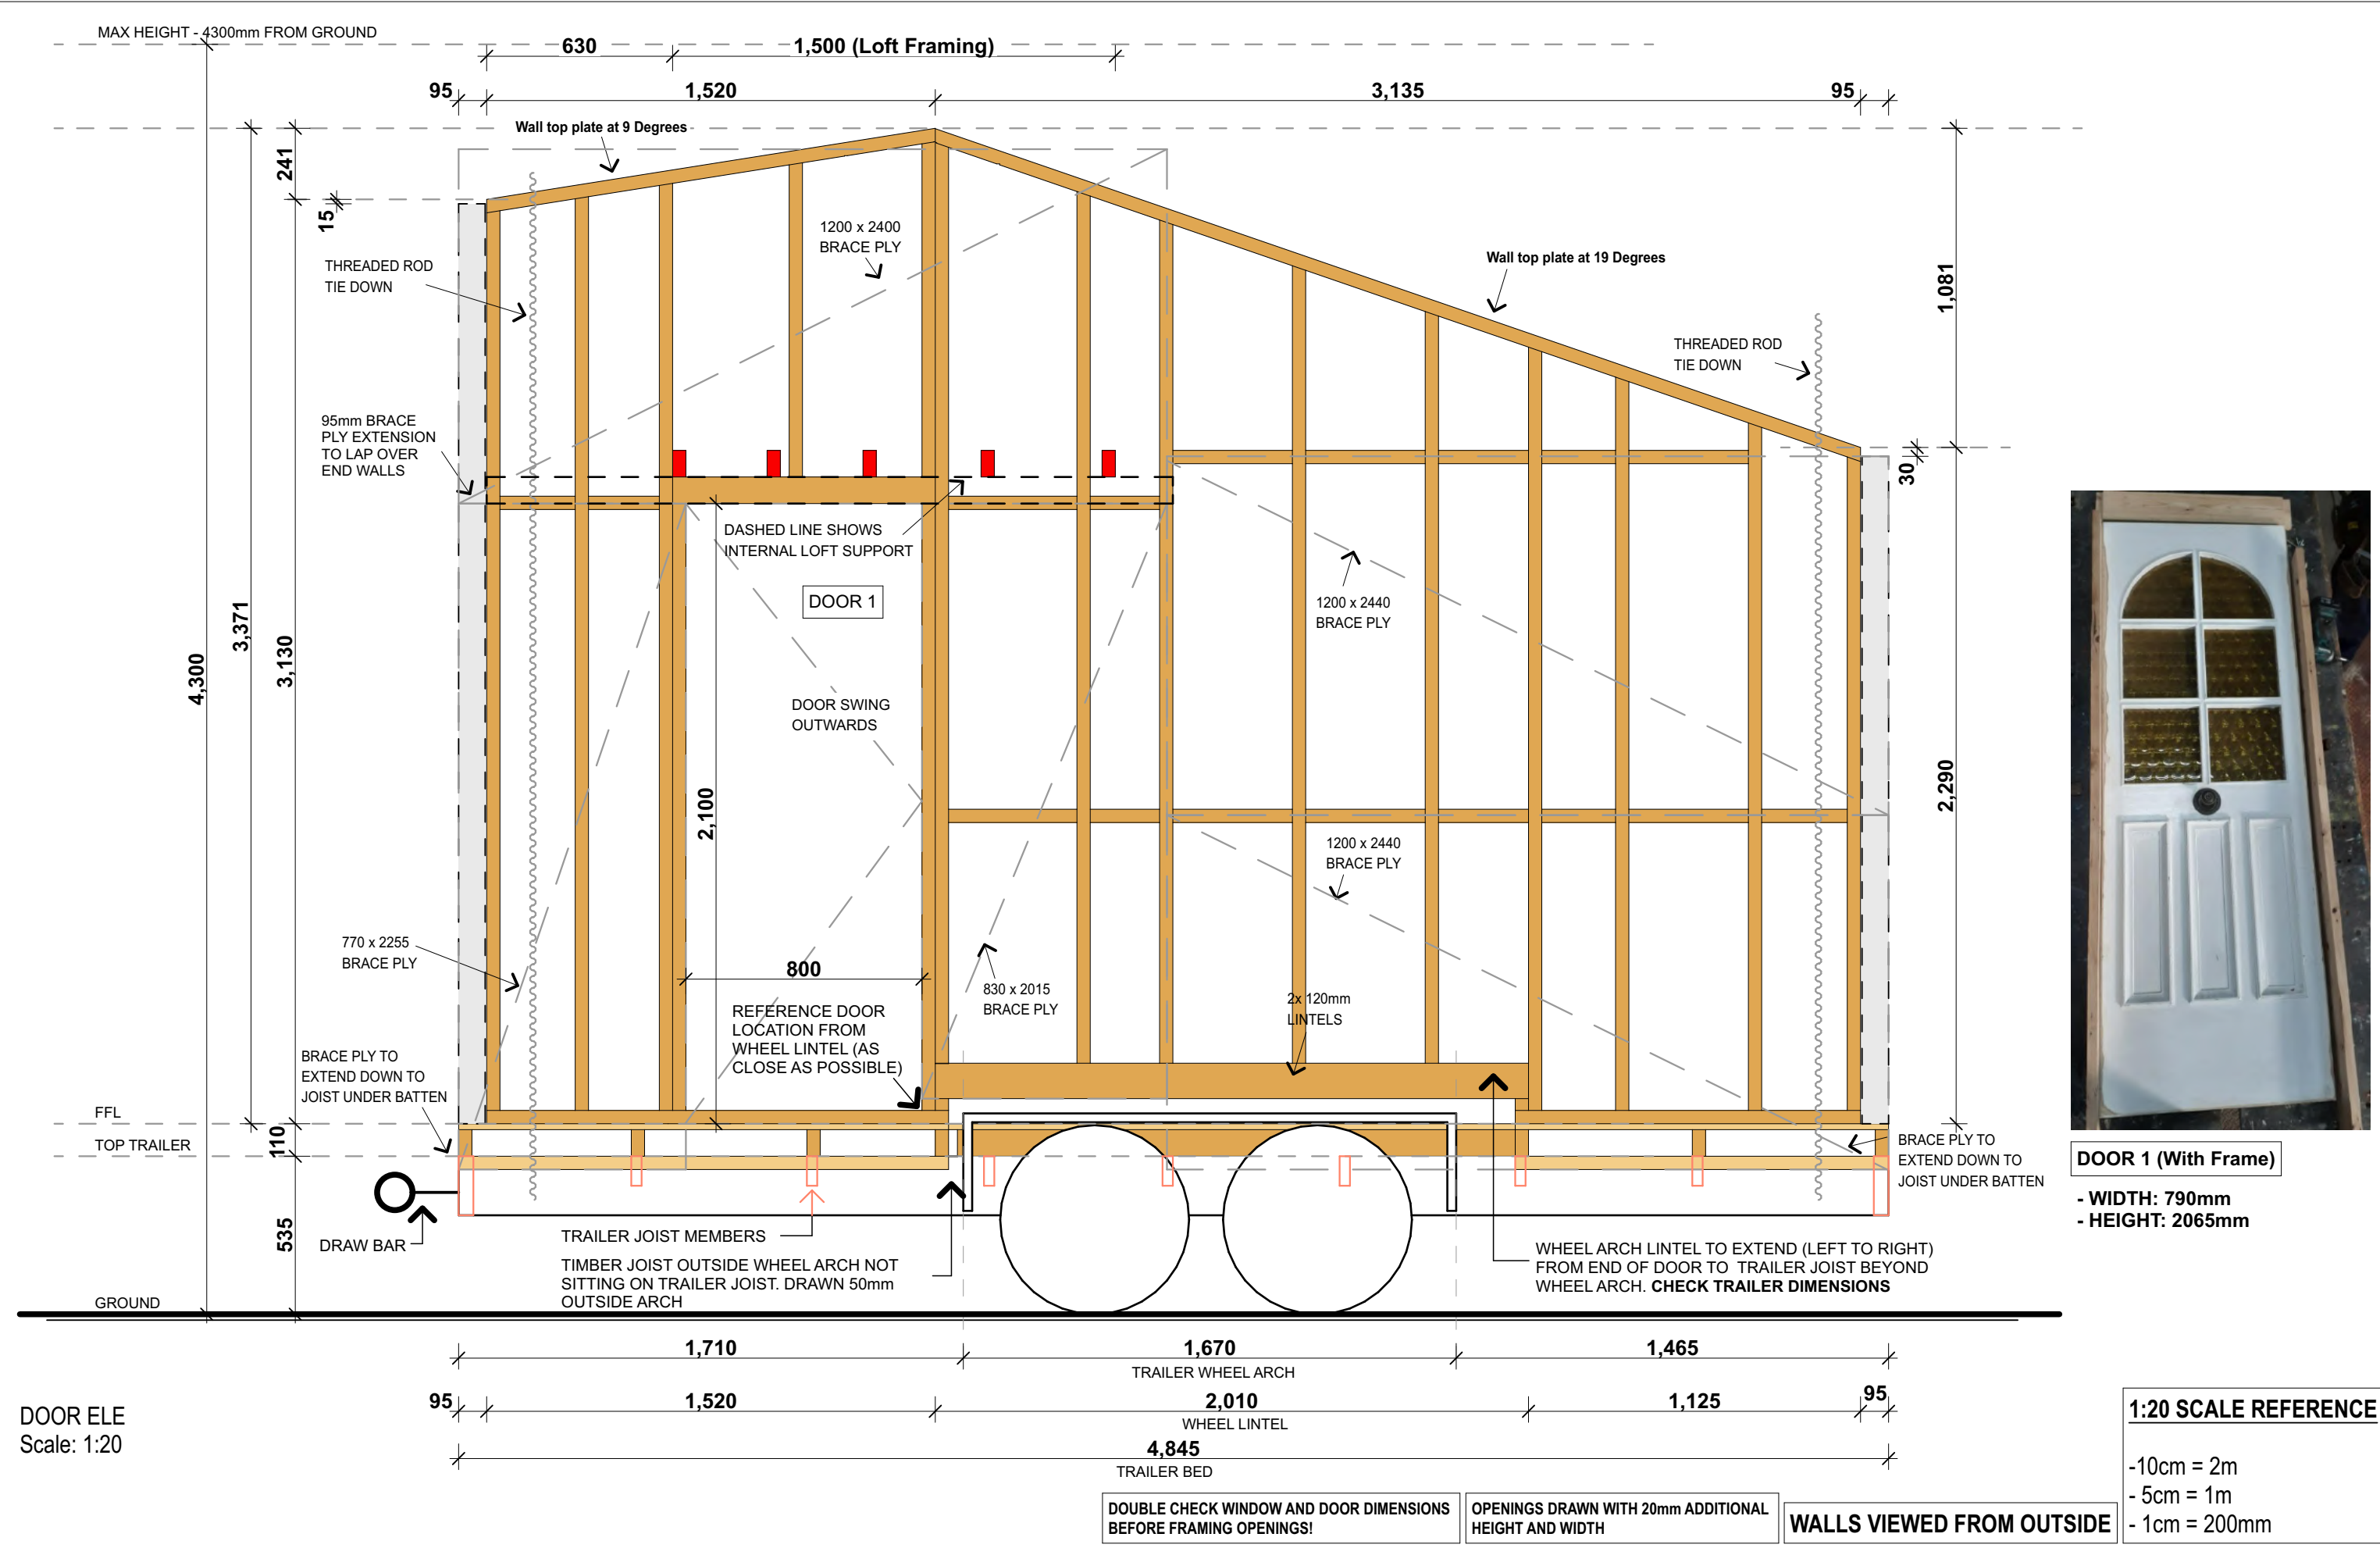 MAX HEIGHT - 4300mm FROM GROUND
630
1,500 (Loft Framing)
95
1,520
3,135
95
Wall top plate at 9 Degrees
241
15
1200 x 2400
BRACE PLY
THREADED ROD
TIE DOWN
Wall top plate at 19 Degrees
1,081
THREADED ROD
TIE DOWN
95mm BRACE
PLY EXTENSION
TO LAP OVER
END WALLS
30
DASHED LINE SHOWS
INTERNAL LOFT SUPPORT
DOOR 1
1200 x 2440
BRACE PLY
4,300
3,371
3,130
DOOR SWING
OUTWARDS
2,100
2,290
1200 x 2440
BRACE PLY
770 x 2255
BRACE PLY
800
830 x 2015
BRACE PLY
2x 120mm
LINTELS
REFERENCE DOOR
LOCATION FROM
WHEEL LINTEL (AS
CLOSE AS POSSIBLE)
BRACE PLY TO
EXTEND DOWN TO
JOIST UNDER BATTEN
FFL
110
TOP TRAILER
BRACE PLY TO
EXTEND DOWN TO
JOIST UNDER BATTEN
DOOR 1 (With Frame)
- WIDTH: 790mm
- HEIGHT: 2065mm
535
DRAW BAR
TRAILER JOIST MEMBERS
TIMBER JOIST OUTSIDE WHEEL ARCH NOT
SITTING ON TRAILER JOIST. DRAWN 50mm
OUTSIDE ARCH
WHEEL ARCH LINTEL TO EXTEND (LEFT TO RIGHT)
FROM END OF DOOR TO TRAILER JOIST BEYOND
WHEEL ARCH. CHECK TRAILER DIMENSIONS
GROUND
1,710
1,670
1,465
TRAILER WHEEL ARCH
95
1,520
2,010
1,125
95
WHEEL LINTEL
4,845
TRAILER BED
DOOR ELE
Scale: 1:20
1:20 SCALE REFERENCE
-10cm = 2m
- 5cm = 1m
- 1cm = 200mm
DOUBLE CHECK WINDOW AND DOOR DIMENSIONS
BEFORE FRAMING OPENINGS!
OPENINGS DRAWN WITH 20mm ADDITIONAL
HEIGHT AND WIDTH
WALLS VIEWED FROM OUTSIDE